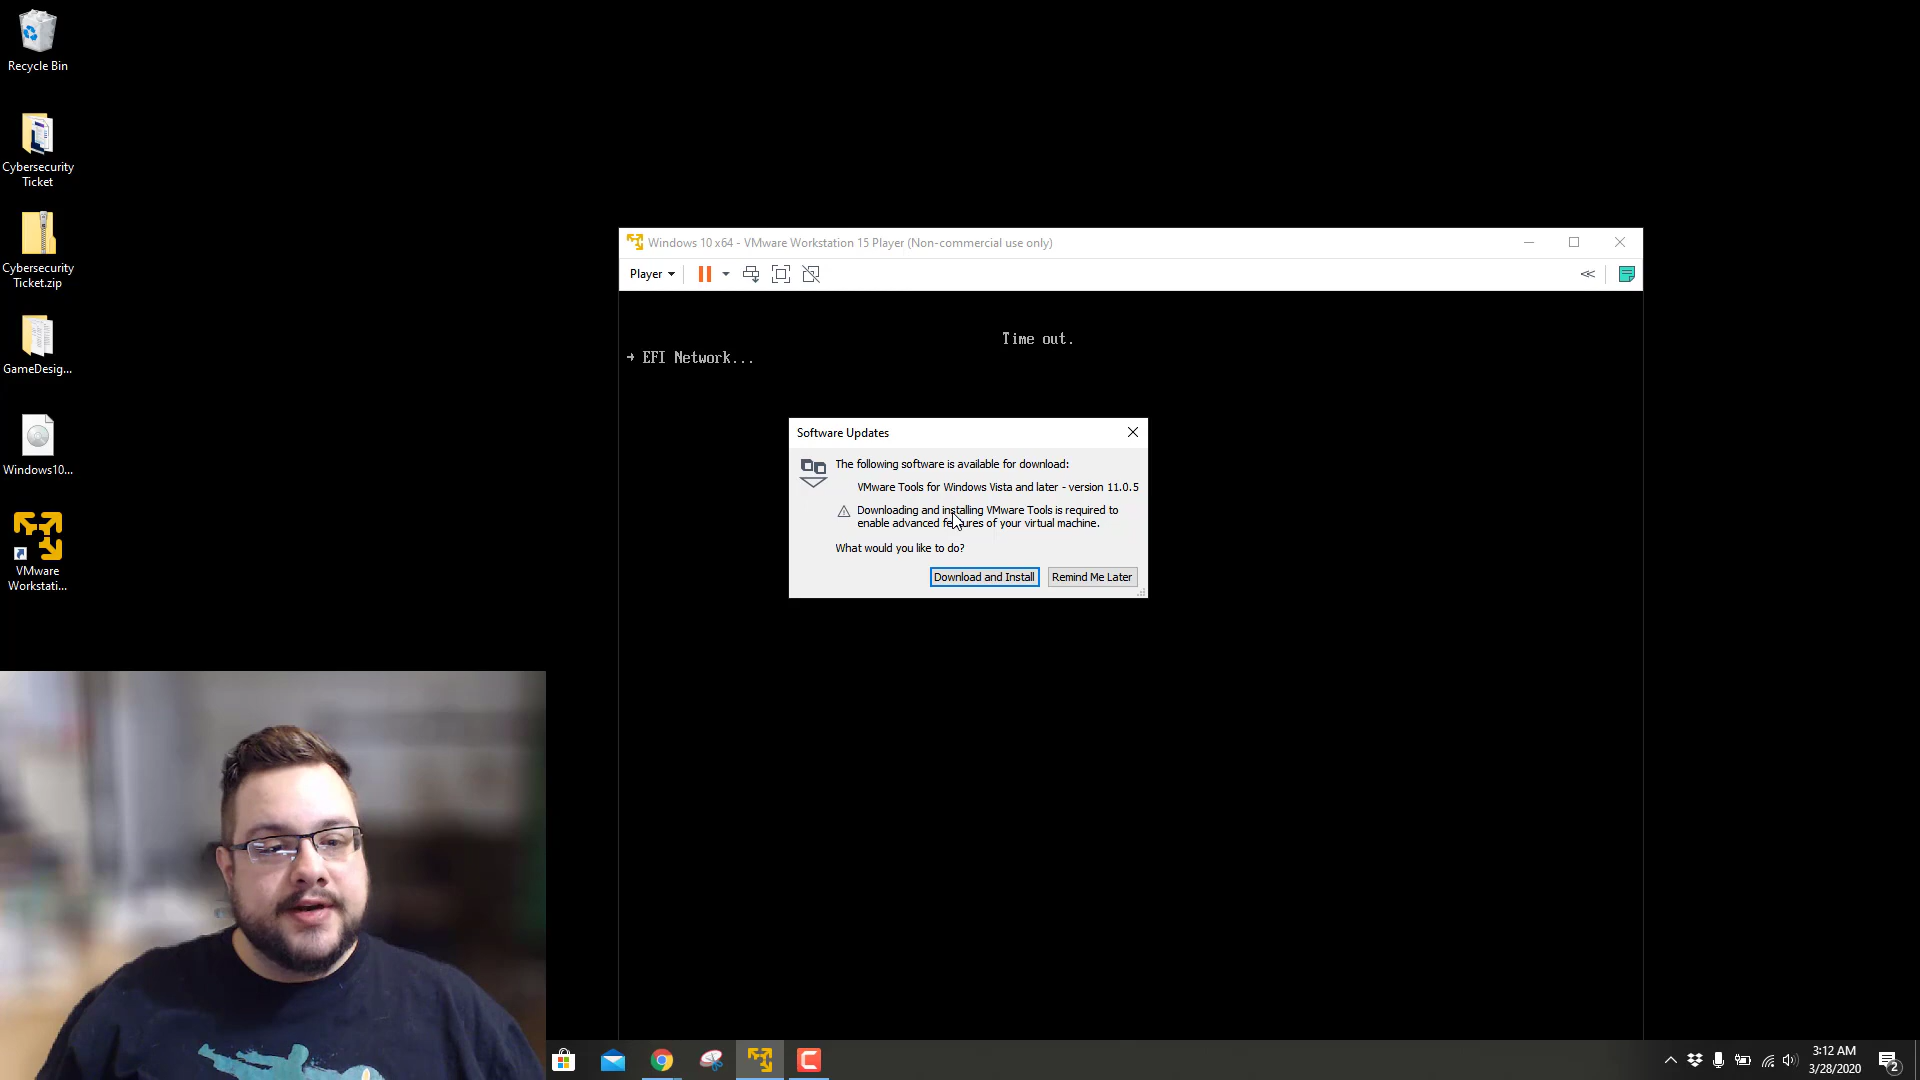 Recycle Bin
Cybersecurity
Ticket
Cybersecurity
Ticket.zip
GameDesig...
Windows10...
VMware
Workstati...
Windows 10 x64 - VMware Workstation 15 Player (Non-commercial use only)
Player
Time out.
EFI Network...
Software Updates
The following software is available for download:
VMware Tools for Windows Vista and later - version 11.0.5
Downloading and installing VMware Tools is required to
enable advanced features of your virtual machine.
What would you like to do?
Download and Install
Remind Me Later
3:12 AM
3/28/2020
2